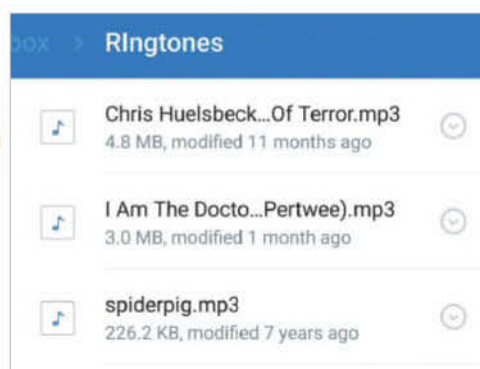 box > RIngtones
Chris Huelsbeck...Of Terror.mp3
4.8 MB, modified 11 months ago
I Am The Docto...Pertwee).mp3
3.0 MB, modified 1 month ago
spiderpig.mp3
226.2 KB, modified 7 years ago